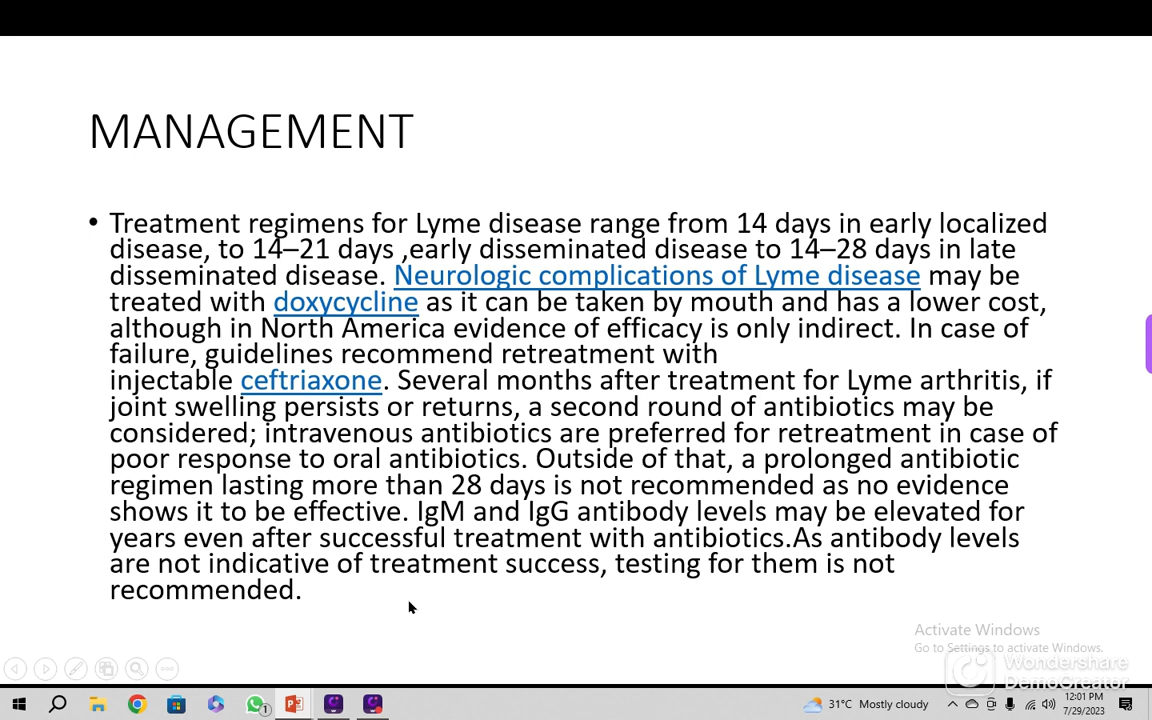 MANAGEMENT
• Treatment regimens for Lyme disease range from 14 days in early localized
disease, to 14–21 days ,early disseminated disease to 14–28 days in late
disseminated disease. Neurologic complications of Lyme disease may be
treated with doxycycline as it can be taken by mouth and has a lower cost,
although in North America evidence of efficacy is only indirect. In case of
failure, guidelines recommend retreatment with
injectable ceftriaxone. Several months after treatment for Lyme arthritis, if
joint swelling persists or returns, a second round of antibiotics may be
considered; intravenous antibiotics are preferred for retreatment in case of
poor response to oral antibiotics. Outside of that, a prolonged antibiotic
regimen lasting more than 28 days is not recommended as no evidence
shows it to be effective. IgM and IgG antibody levels may be elevated for
years even after successful treatment with antibiotics.As antibody levels
are not indicative of treatment success, testing for them is not
recommended.
Activate Windows
Go to Settings to activate Windows.
Wondershare
DemoCreator
1
31°C Mostly cloudy
12:01 PM
7/29/2023